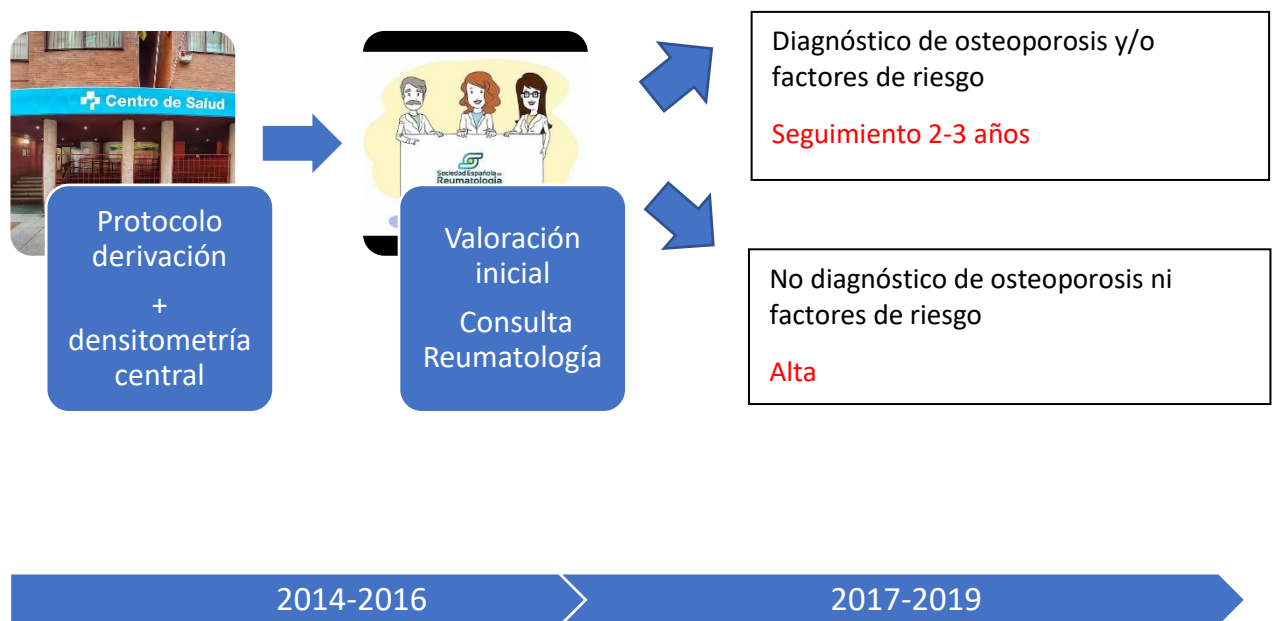 Centro de Salud
Protocolo
derivación
+
densitometría
central
Sociedad Española de
Reumatología
Valoración
inicial
Consulta
Reumatología
Diagnóstico de osteoporosis y/o
factores de riesgo
Seguimiento 2-3 años
No diagnóstico de osteoporosis ni
factores de riesgo
Alta
2014-2016
2017-2019